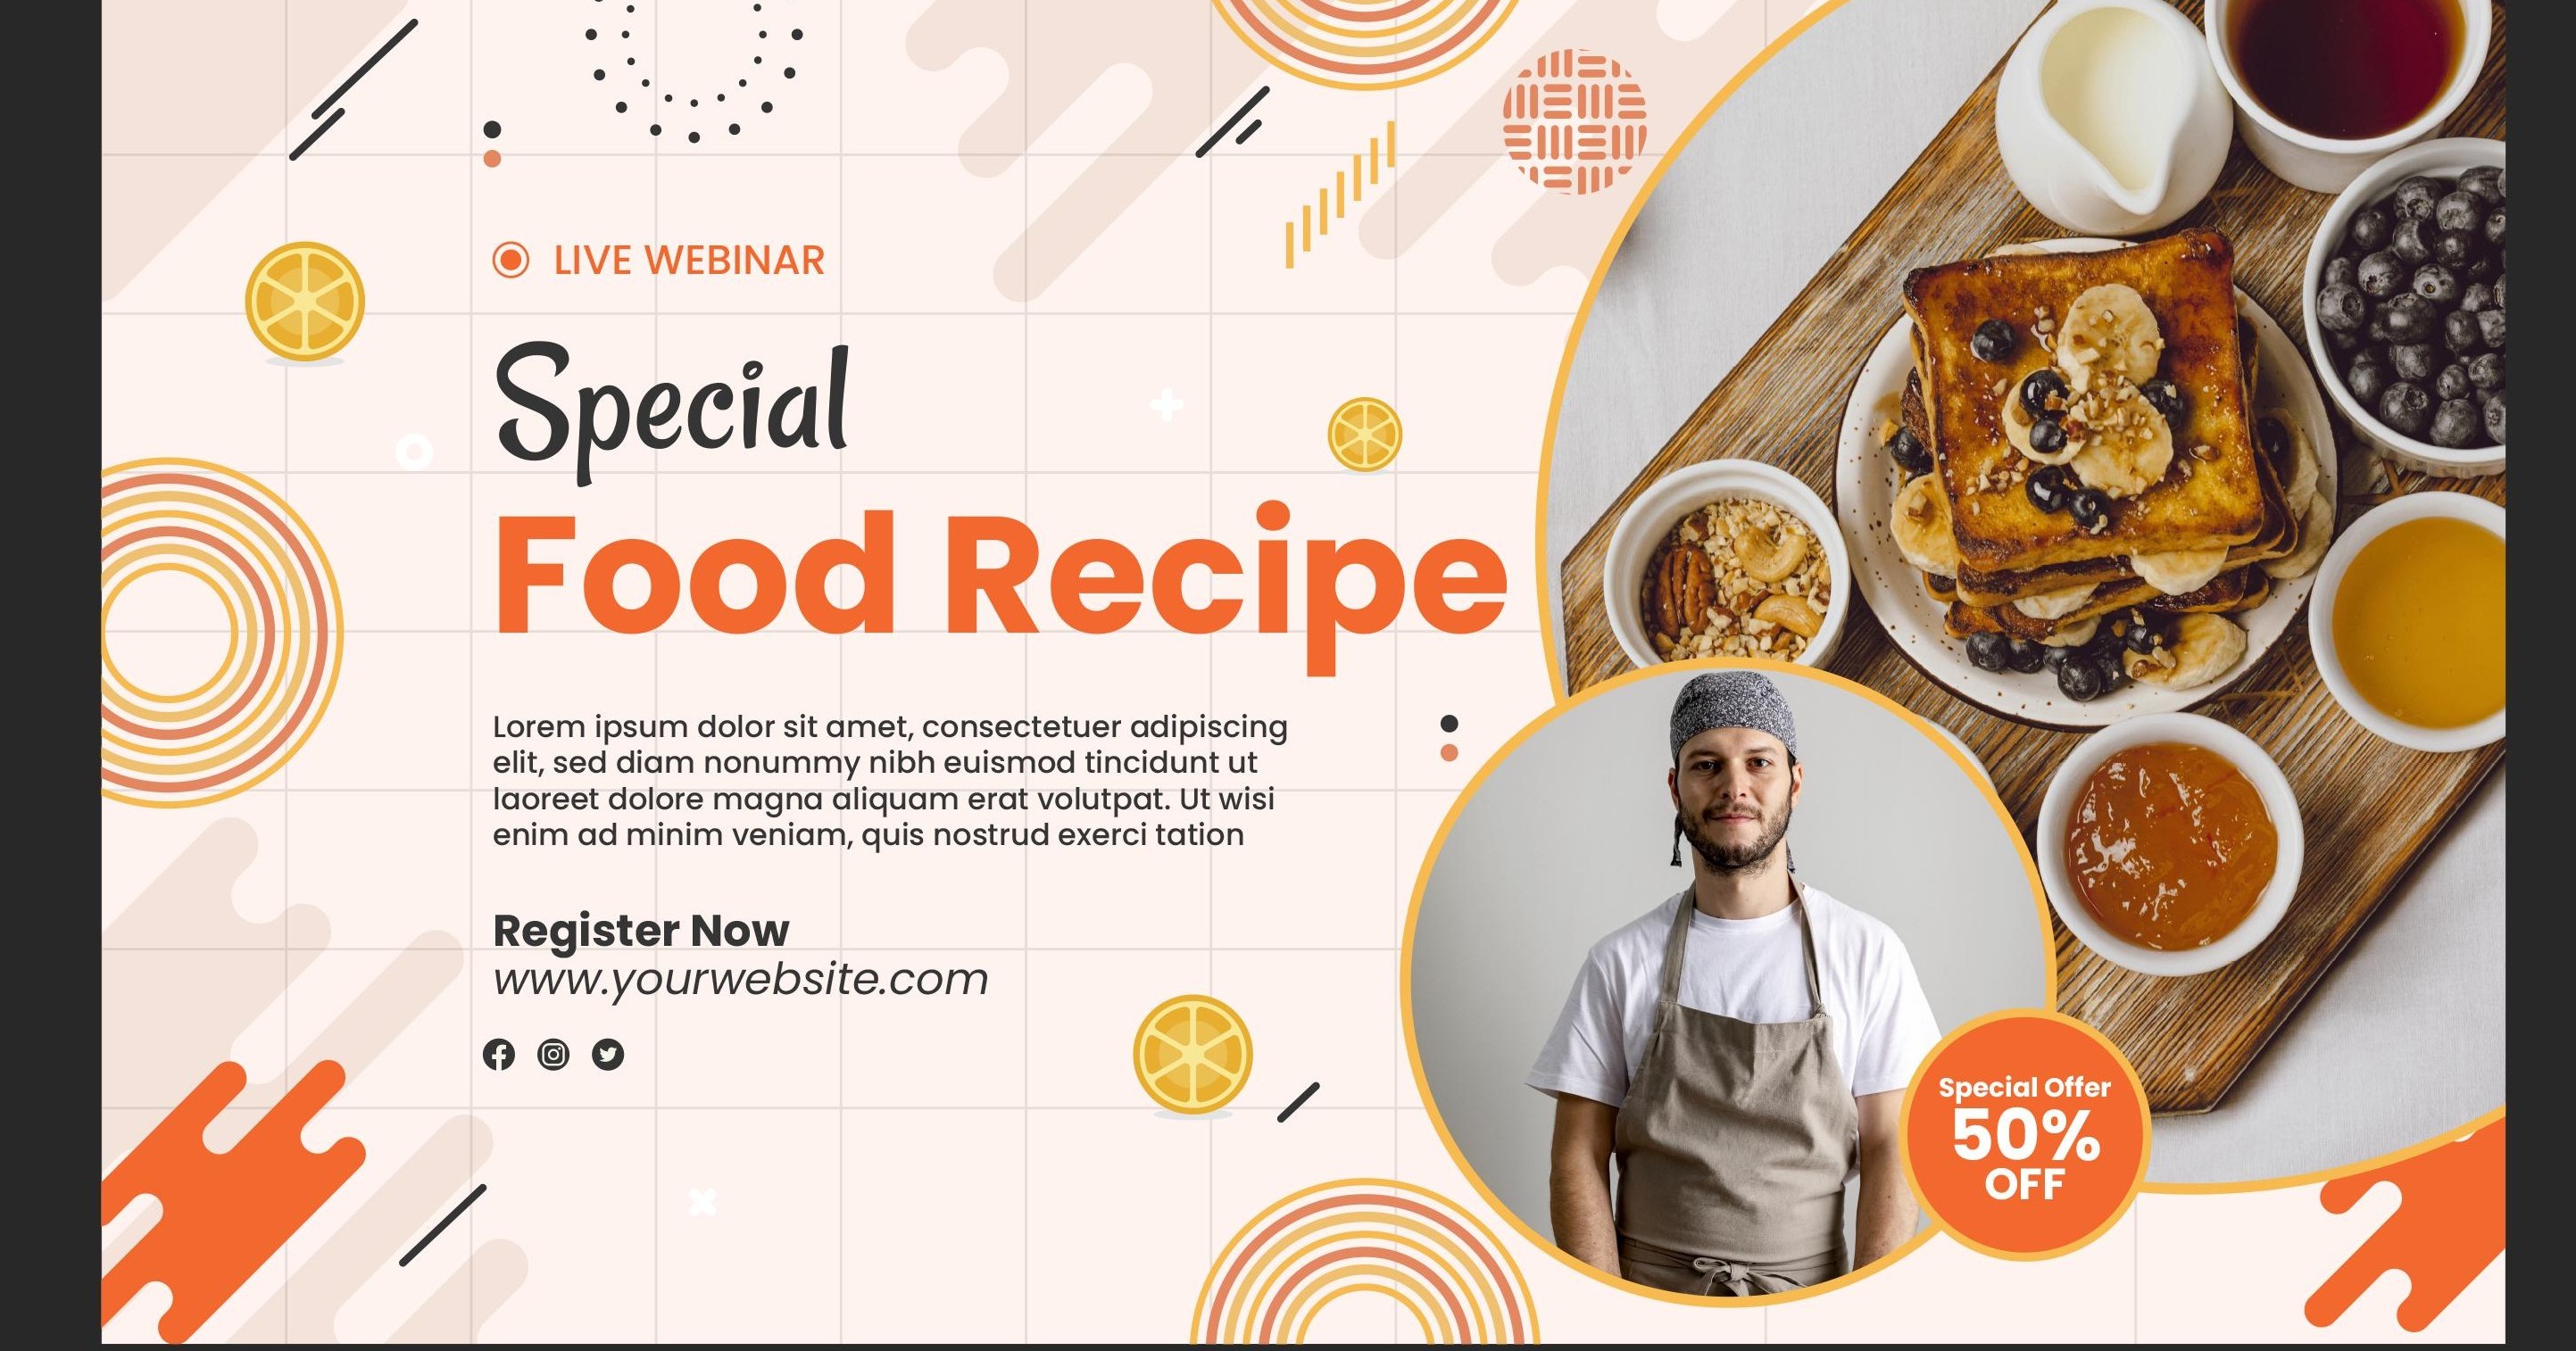 LIVE WEBINAR
Special
Food Recipe
Lorem ipsum dolor sit amet, consectetuer adipiscing
elit, sed diam nonummy nibh euismod tincidunt ut
laoreet dolore magna aliquam erat volutpat. Ut wisi
enim ad minim veniam, quis nostrud exerci tation
Register Now
www.yourwebsite.com
Special Offer
50%
OFF